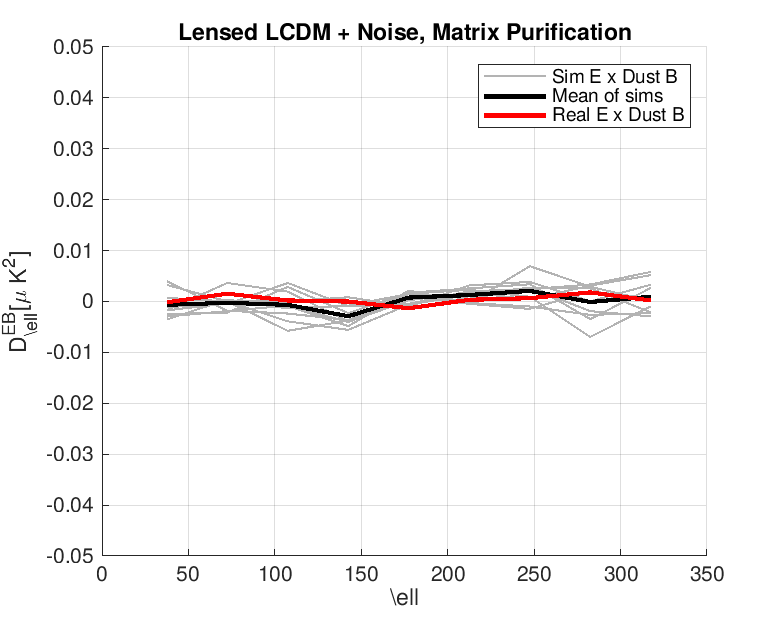 Lensed LCDM + Noise, Matrix Purification
Sim E x Dust B
Mean of sims
Real E x Dust B
0.05
0.04
0.03
0.02
0.01
0
-0.01
-0.02
-0.03
-0.04
-0.05
D^{EB}_{\ell}[μ K²]
0 50 100 150 200 250 300 350
\ell